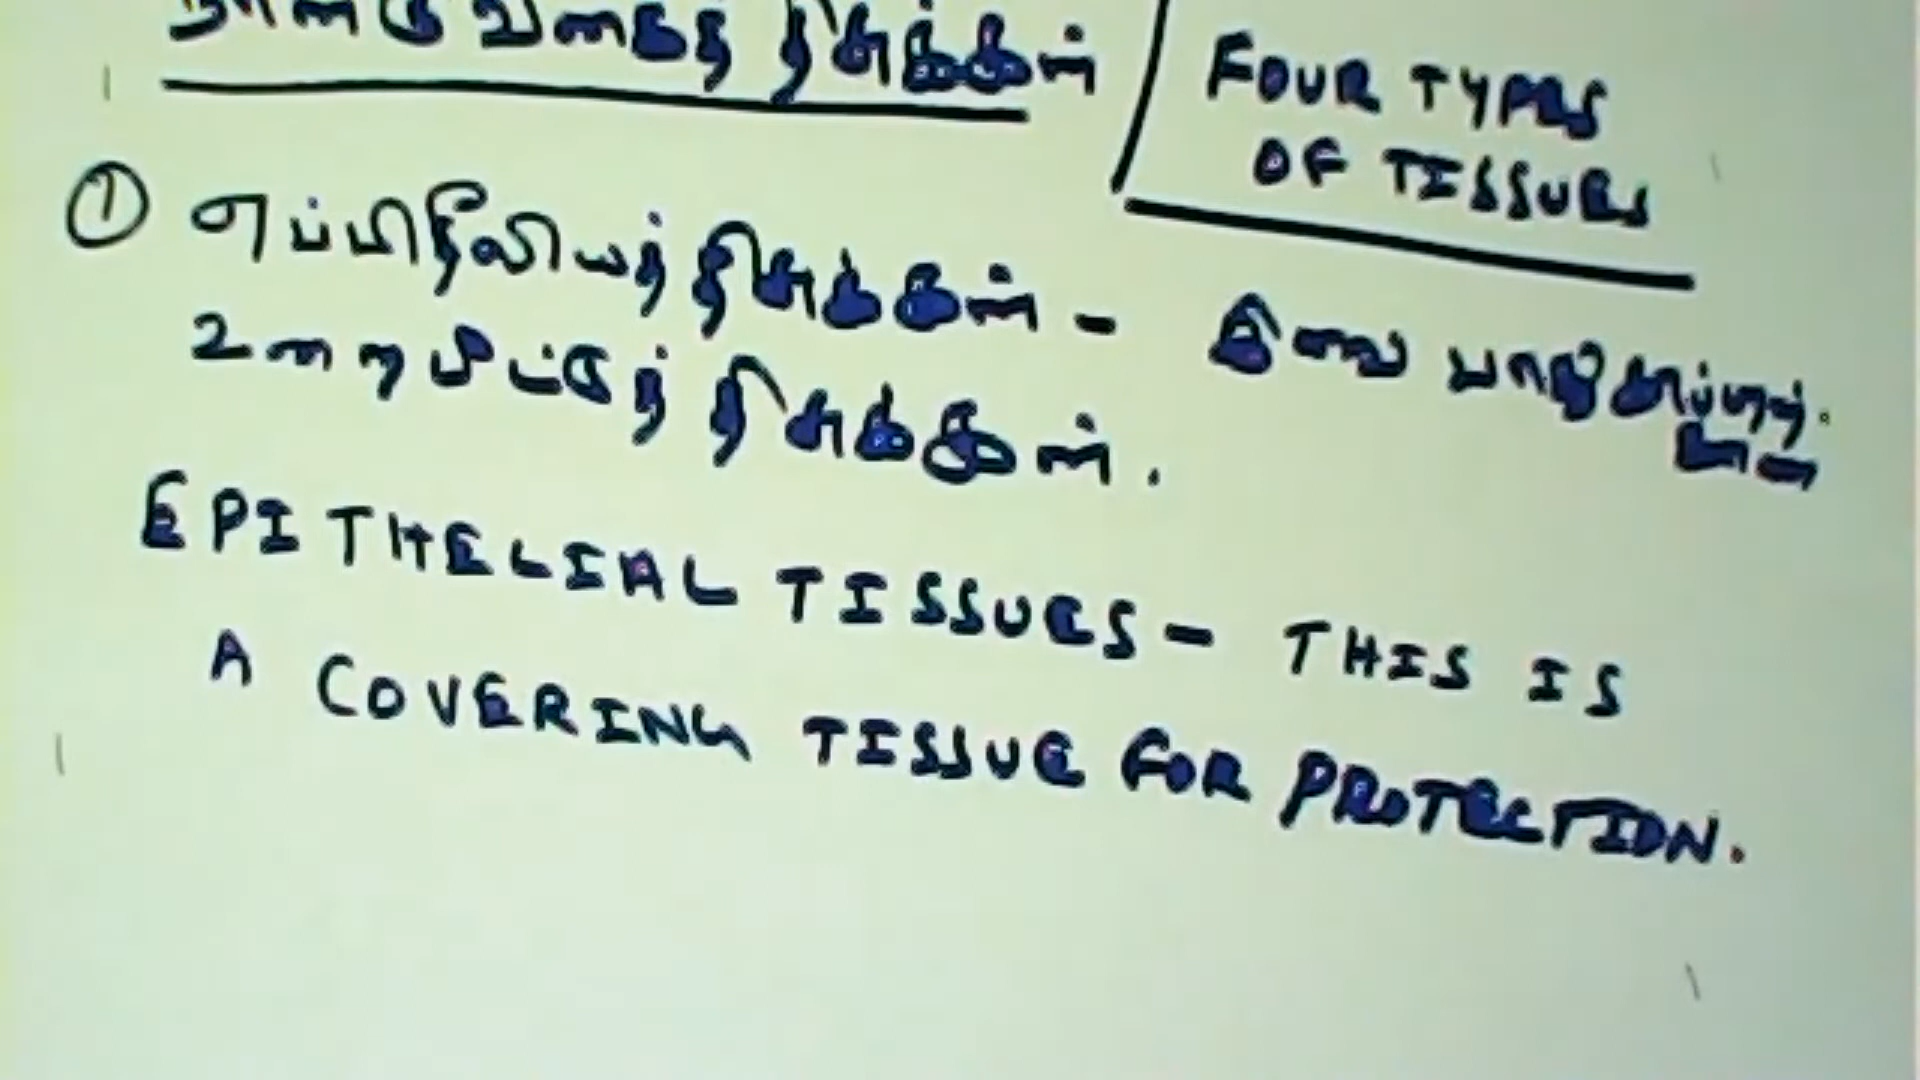 நான்கு வகைத் திசுக்கள்
FOUR TYPES
OF TISSUES
① எப்பிதீலியத் திசுக்கள் - இவை பாதுகாப்பு
உறையீட்டுத் திசுக்கள்.
EPITHELIAL TISSUES - THIS IS
A COVERING TISSUE FOR PROTECTION.